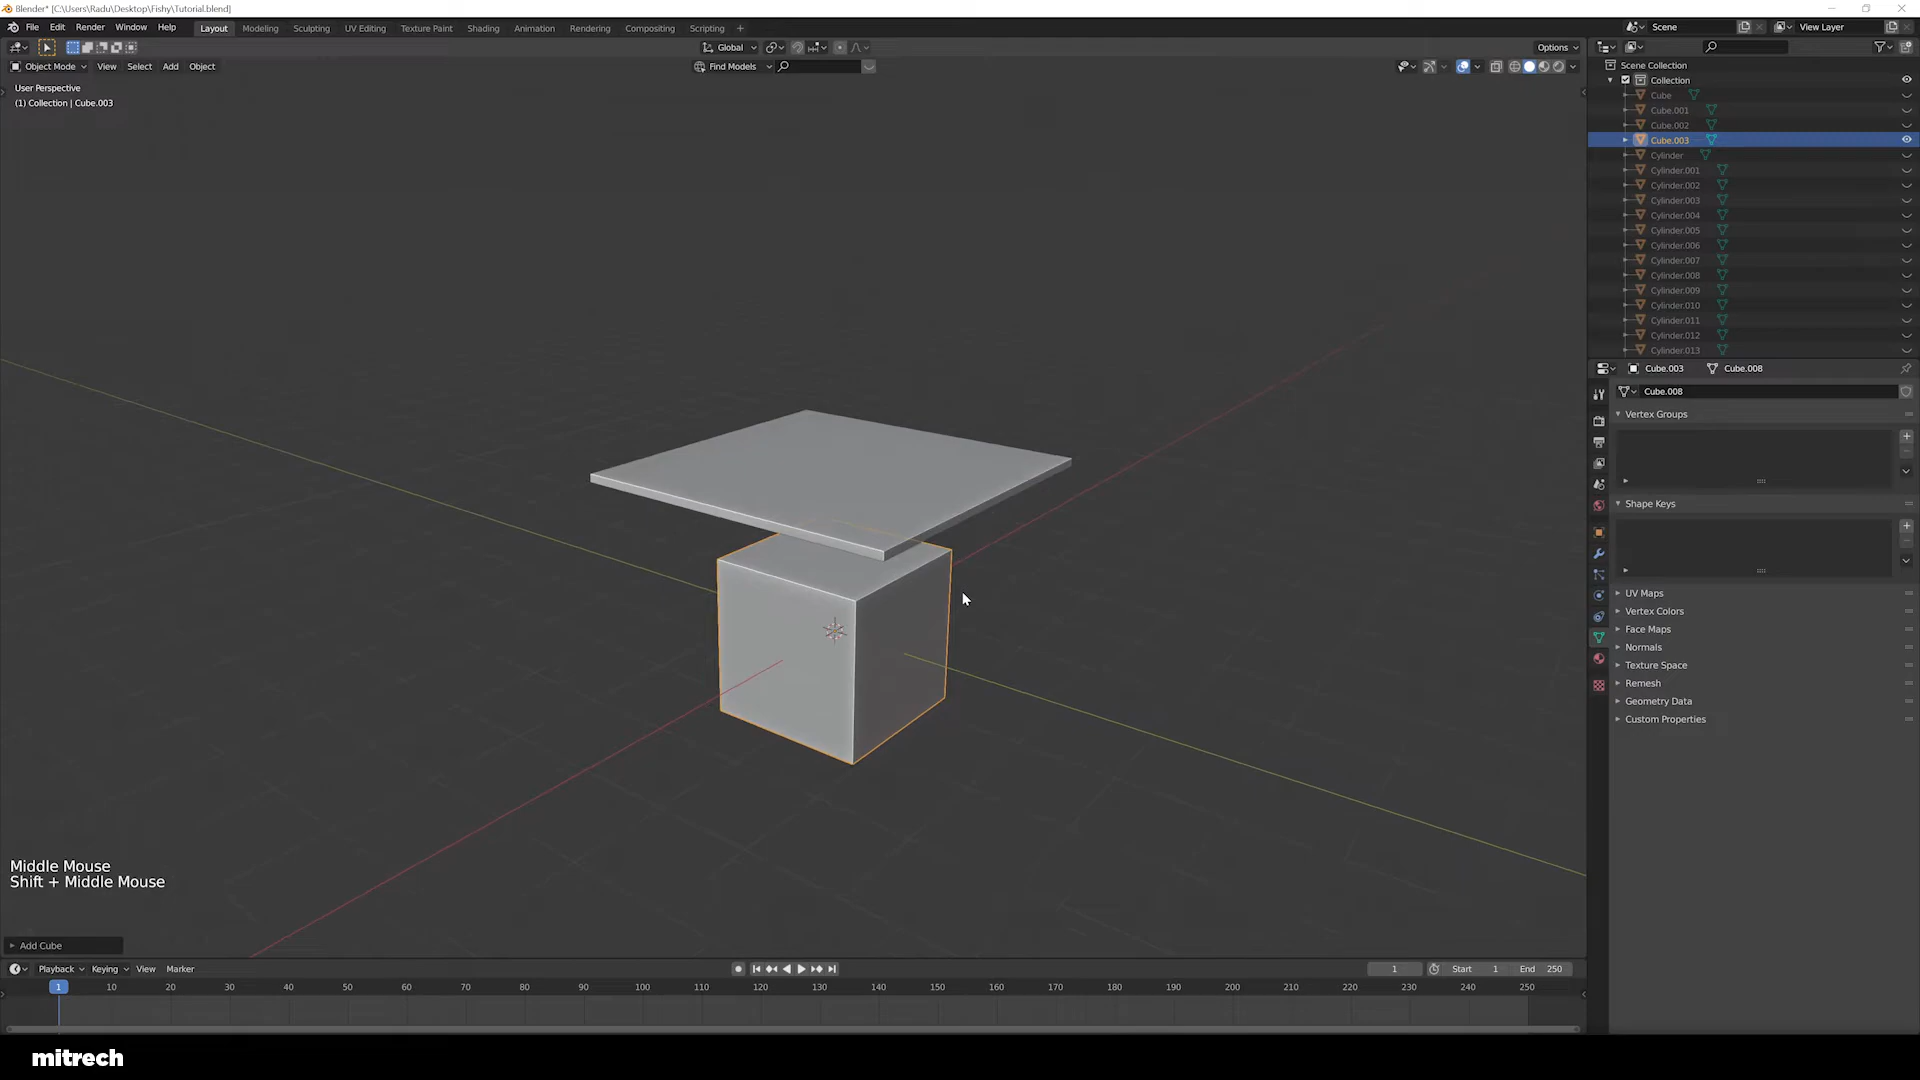 Blender* [C:\Users\Radu\Desktop\Fishy\Tutorial.blend]
File Edit Render Window Help Layout Modeling Sculpting UV Editing Texture Paint Shading Animation Rendering Compositing Scripting + Scene View Layer
Global Options
Object Mode View Select Add Object Find Models
User Perspective
(1) Collection | Cube.003
Scene Collection
Collection
Cube
Cube.001
Cube.002
Cube.003
Cylinder
Cylinder.001
Cylinder.002
Cylinder.003
Cylinder.004
Cylinder.005
Cylinder.006
Cylinder.007
Cylinder.008
Cylinder.009
Cylinder.010
Cylinder.011
Cylinder.012
Cylinder.013
Cube.003 Cube.008
Cube.008
Vertex Groups
Shape Keys
UV Maps
Vertex Colors
Face Maps
Normals
Texture Space
Remesh
Geometry Data
Custom Properties
Middle Mouse
Shift + Middle Mouse
Add Cube
Playback Keying View Marker 1 Start 1 End 250
1 10 20 30 40 50 60 70 80 90 100 110 120 130 140 150 160 170 180 190 200 210 220 230 240 250
mitrech